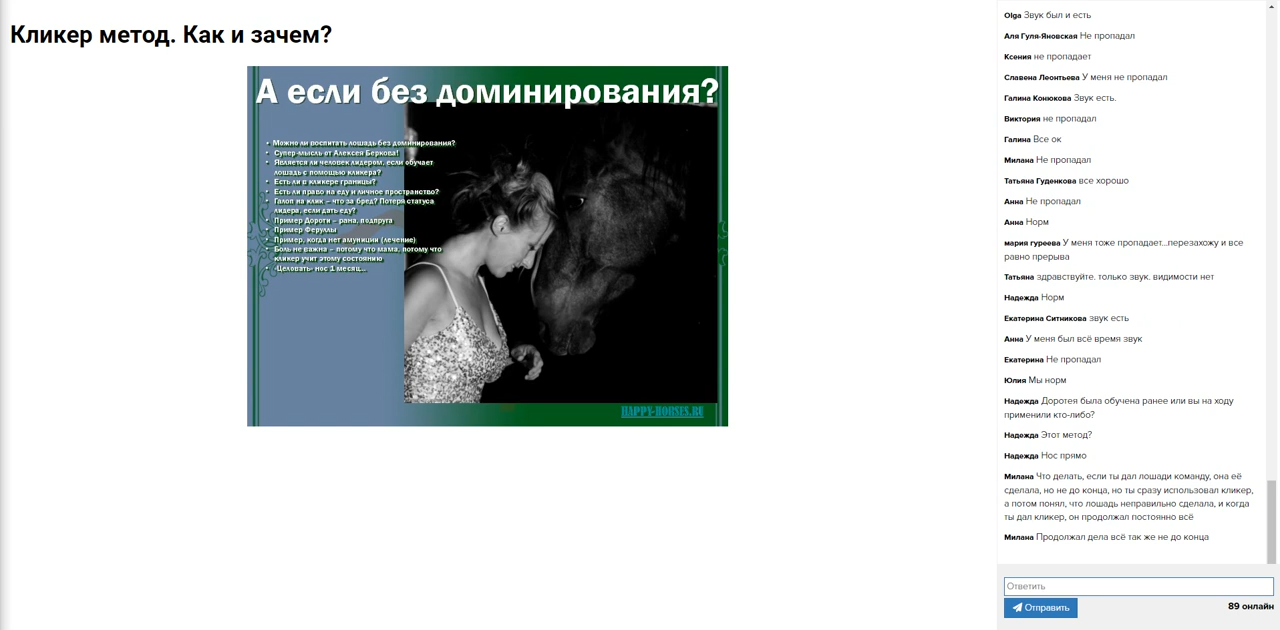 Кликер метод. Как и зачем?
А если без доминирования?
• Можно ли воспитать лошадь без доминирования?
• Супер-мысль от Алексея Беркова!
• Является ли человек лидером, если обучает
лошадь с помощью кликера?
• Есть ли в кликере границы?
• Есть ли право на еду и личное пространство?
• Галоп на клик – что за бред? Потеря статуса
лидера, если дать еду?
• Пример Дороти – рана, подпруга
• Пример Феруллы
• Пример, когда нет амуниции (лечение)
• Боль не важна – потому что мама, потому что
кликер учит этому состоянию
• «Целовать» нос 1 месяц...
HAPPY-HORSES.RU
Olga Звук был и есть
Аля Гуля-Яновская Не пропадал
Ксения не пропадает
Славена Леонтьева У меня не пропадал
Галина Конюкова Звук есть.
Виктория не пропадал
Галина Все ок
Милана Не пропадал
Татьяна Гуденкова все хорошо
Анна Не пропадал
Анна Норм
мария гуреева У меня тоже пропадает...перезахожу и все
равно прерыва
Татьяна здравствуйте. только звук. видимости нет
Надежда Норм
Екатерина Ситникова звук есть
Анна У меня был всё время звук
Екатерина Не пропадал
Юлия Мы норм
Надежда Доротея была обучена ранее или вы на ходу
применили кто-либо?
Надежда Этот метод?
Надежда Нос прямо
Милана Что делать, если ты дал лошади команду, она её
сделала, но не до конца, но ты сразу использовал кликер,
а потом понял, что лошадь неправильно сделала, и когда
ты дал кликер, он продолжал постоянно всё
Милана Продолжал дела всё так же не до конца
Ответить
Отправить
89 онлайн